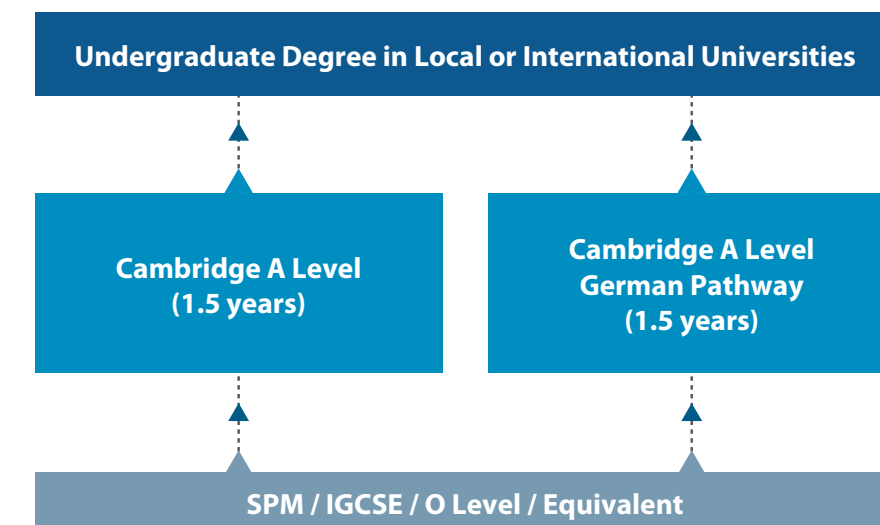 Undergraduate Degree in Local or International Universities
Cambridge A Level
(1.5 years)
Cambridge A Level
German Pathway
(1.5 years)
SPM / IGCSE / O Level / Equivalent